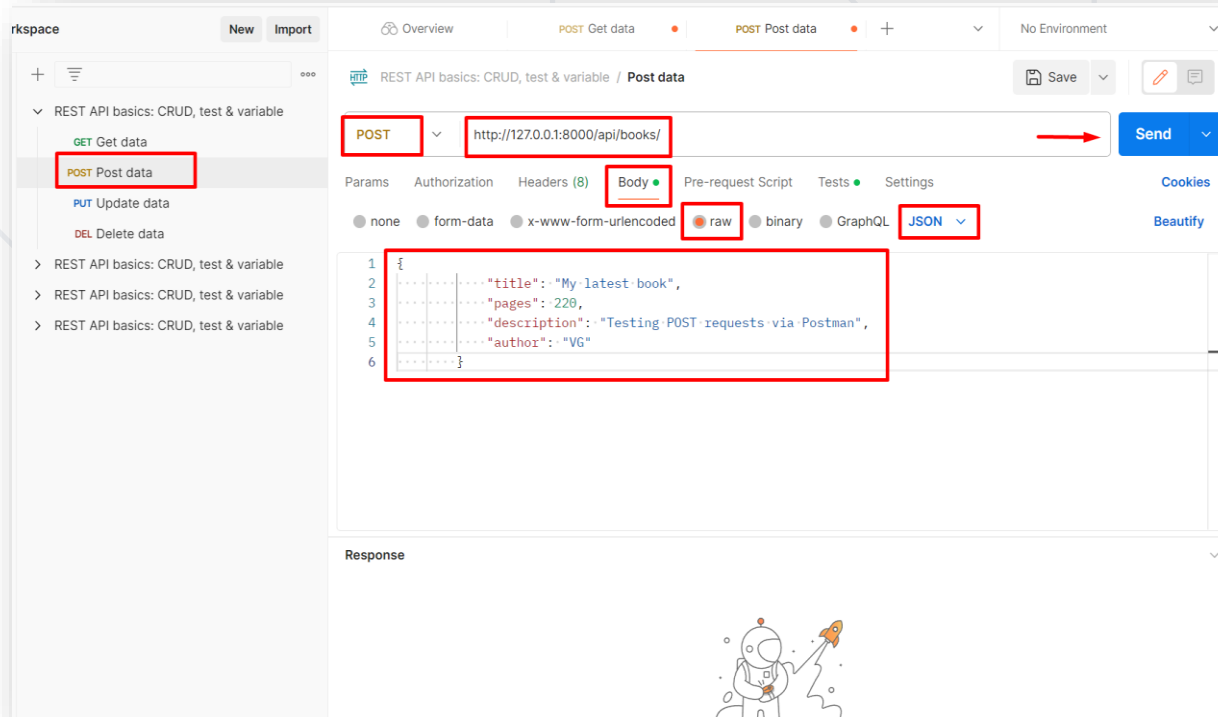 rkspace New Import
Overview POST Get data POST Post data No Environment
HTTP REST API basics: CRUD, test & variable / Post data Save
REST API basics: CRUD, test & variable
GET Get data
POST Post data
PUT Update data
DEL Delete data
REST API basics: CRUD, test & variable
REST API basics: CRUD, test & variable
REST API basics: CRUD, test & variable
POST http://127.0.0.1:8000/api/books/ Send
Params Authorization Headers (8) Body Pre-request Script Tests Settings Cookies
none form-data x-www-form-urlencoded raw binary GraphQL JSON Beautify
1 {
2 "title": "My latest book",
3 "pages": 220,
4 "description": "Testing POST requests via Postman",
5 "author": "VG"
6 }
Response